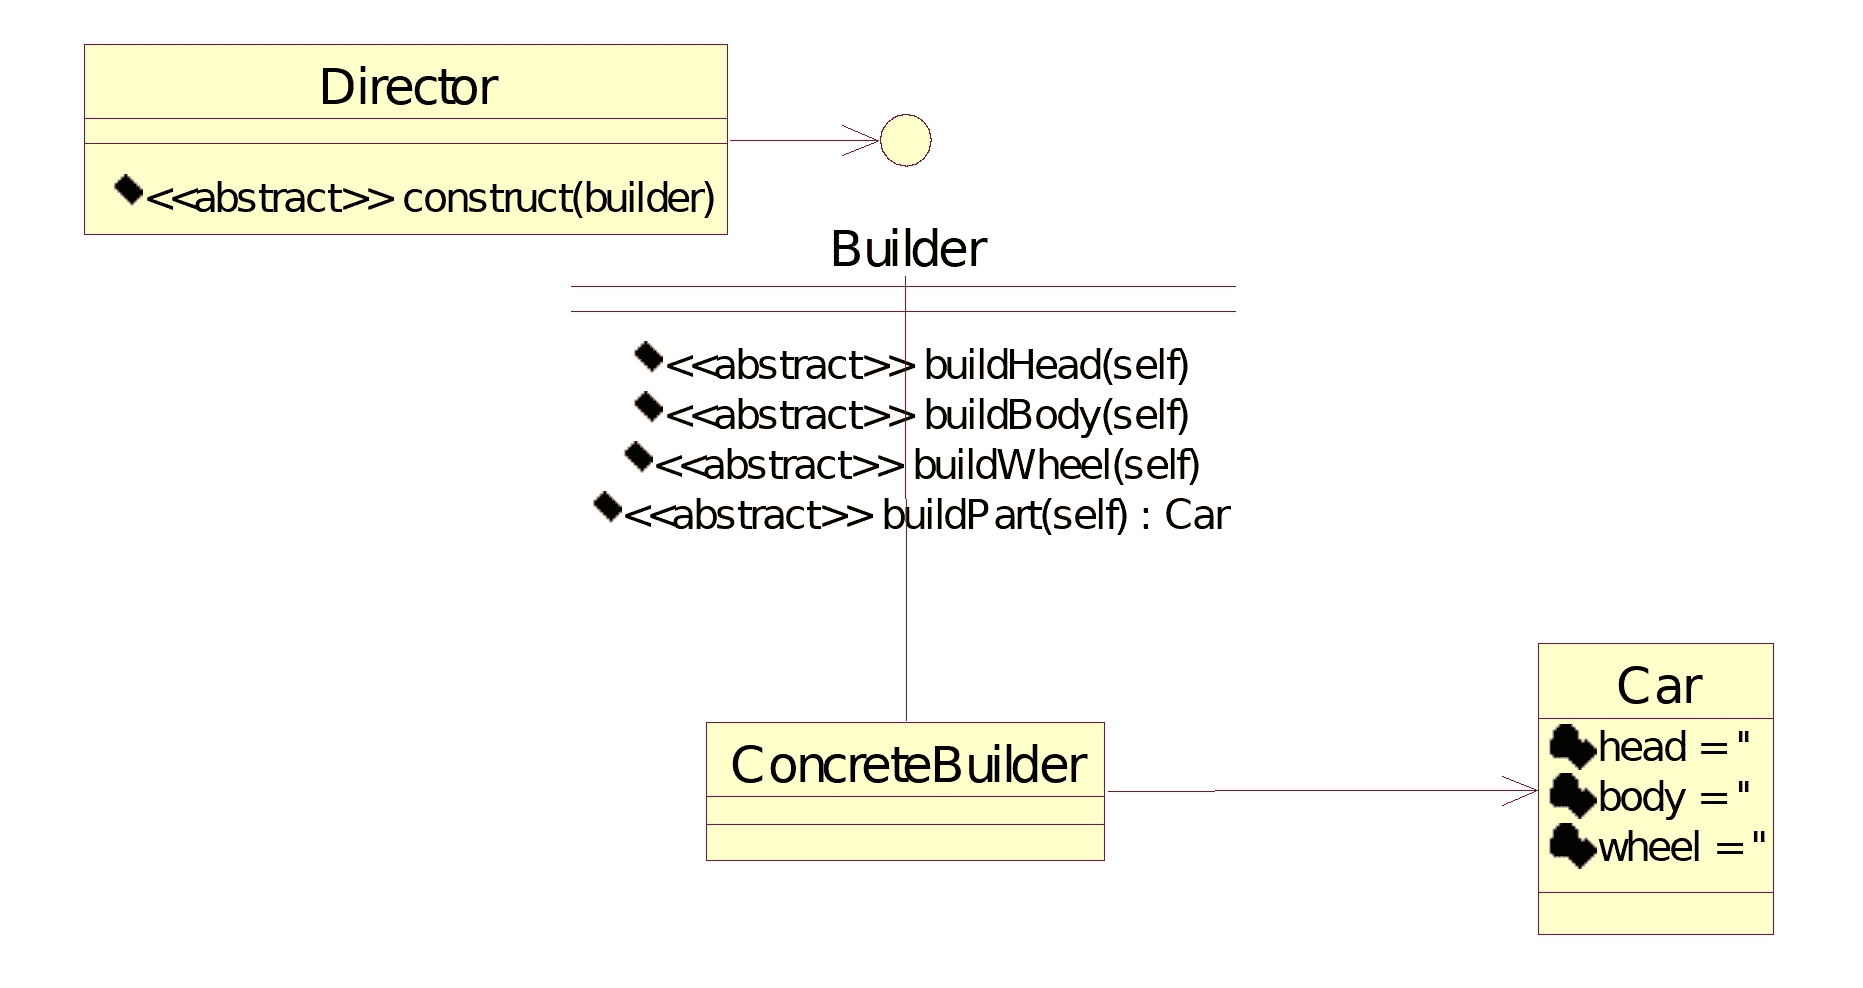 Director
<<abstract>> construct(builder)
Builder
<<abstract>> buildHead(self)
<<abstract>> buildBody(self)
<<abstract>> buildWheel(self)
<<abstract>> buildPart(self) : Car
ConcreteBuilder
Car
head = "
body = "
wheel = "